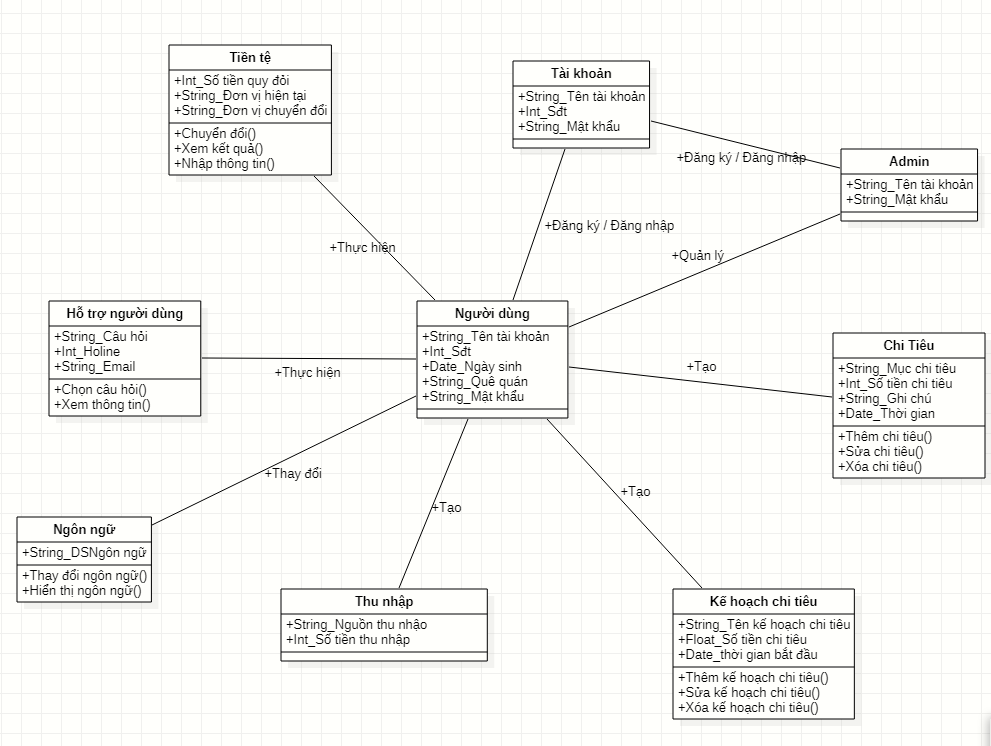 Tiền tệ
+Int_Số tiền quy đỏi
+String_Đơn vị hiện tại
+String_Đơn vị chuyển đổi
+Chuyển đổi()
+Xem kết quả()
+Nhập thông tin()
Tài khoản
+String_Tên tài khoản
+Int_Sđt
+String_Mật khẩu
+Đăng ký / Đăng nhập
Admin
+String_Tên tài khoản
+String_Mật khẩu
+Đăng ký / Đăng nhập
+Thực hiện
+Quản lý
Hỗ trợ người dùng
+String_Câu hỏi
+Int_Holine
+String_Email
+Chọn câu hỏi()
+Xem thông tin()
+Thực hiện
Người dùng
+String_Tên tài khoản
+Int_Sđt
+Date_Ngày sinh
+String_Quê quán
+String_Mật khẩu
+Tạo
Chi Tiêu
+String_Mục chi tiêu
+Int_Số tiền chi tiêu
+String_Ghi chú
+Date_Thời gian
+Thêm chi tiêu()
+Sửa chi tiêu()
+Xóa chi tiêu()
+Thay đổi
+Tạo
+Tạo
Ngôn ngữ
+String_DSNgôn ngữ
+Thay đổi ngôn ngữ()
+Hiển thị ngôn ngữ()
Thu nhập
+String_Nguồn thu nhậo
+Int_Số tiền thu nhập
Kế hoạch chi tiêu
+String_Tên kế hoạch chi tiêu
+Float_Số tiền chi tiêu
+Date_thời gian bắt đầu
+Thêm kế hoạch chi tiêu()
+Sửa kế hoạch chi tiêu()
+Xóa kế hoạch chi tiêu()